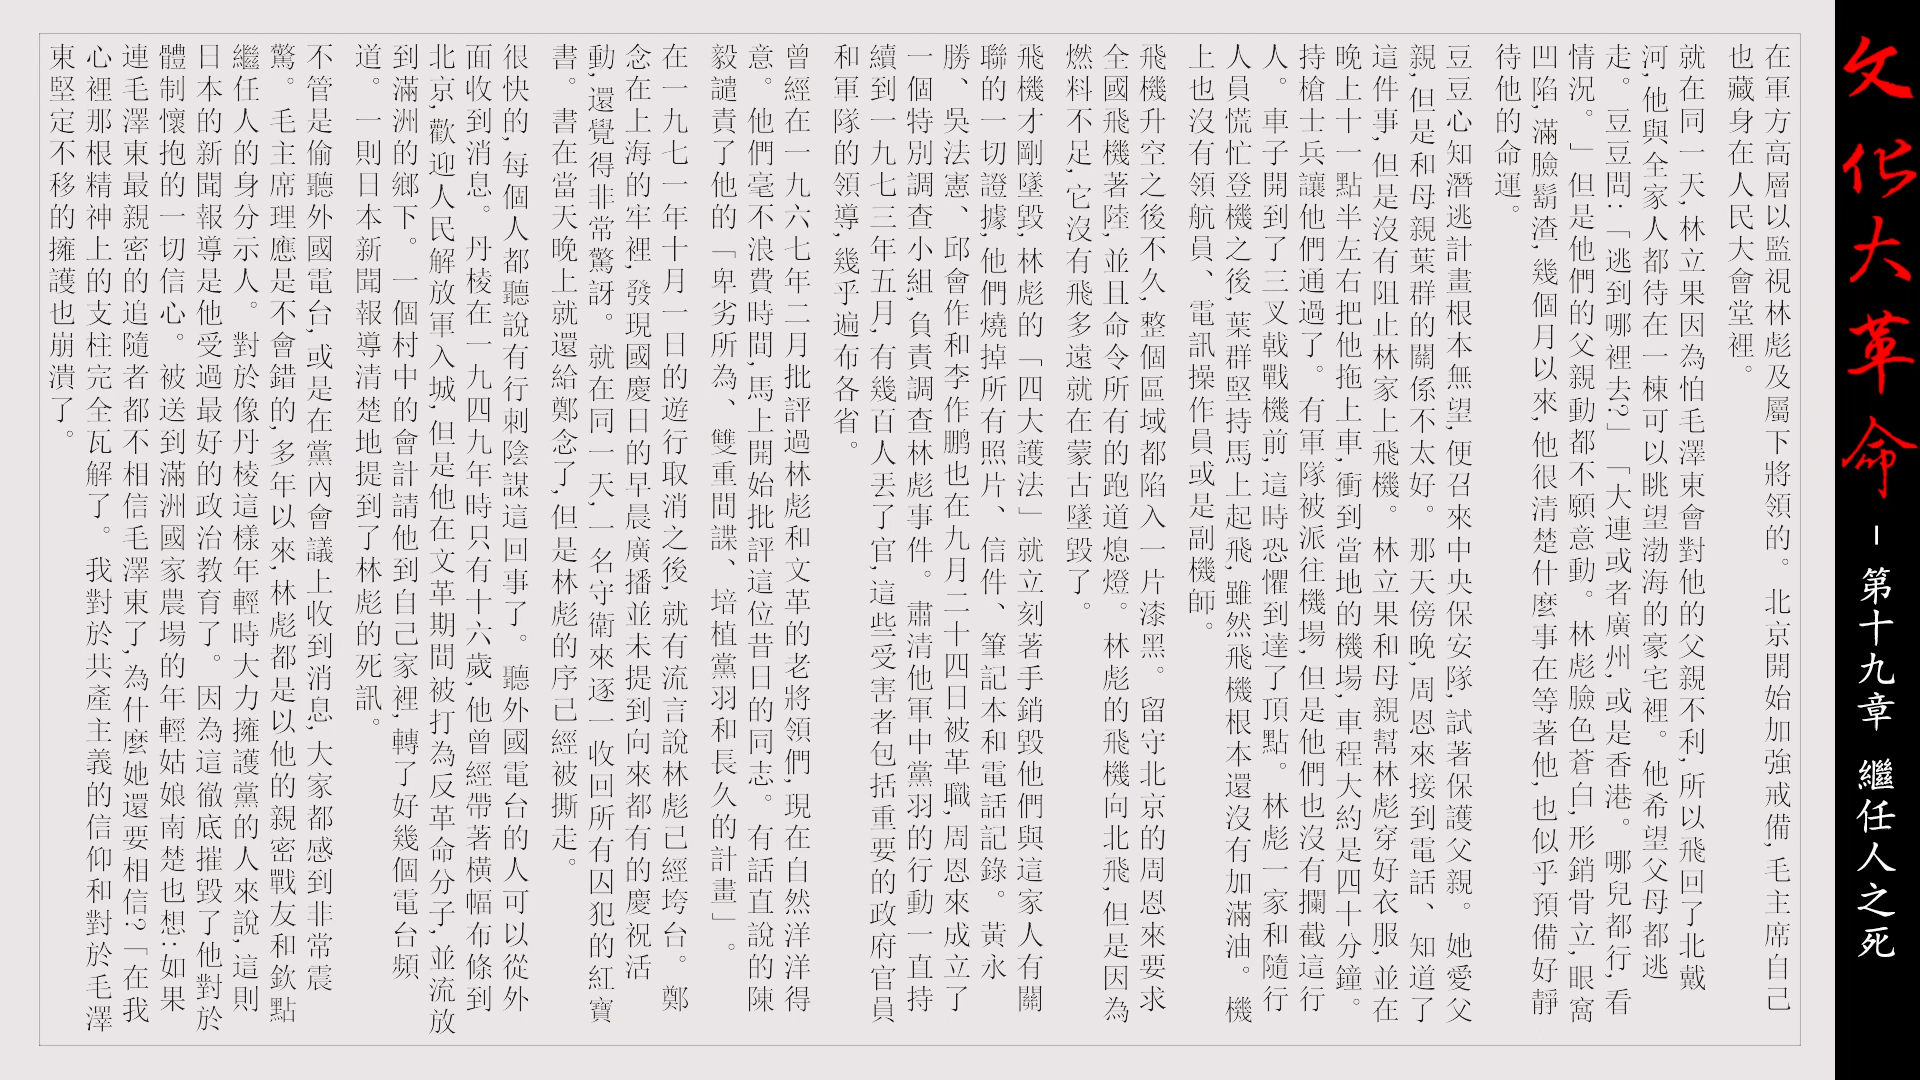 文化大革命 – 第十九章 繼任人之死
在軍方高層以監視林彪及屬下將領的。北京開始加強戒備,毛主席自己
也藏身在人民大會堂裡。
就在同一天,林立果因為怕毛澤東會對他的父親不利,所以飛回了北戴
河,他與全家人都待在一棟可以眺望渤海的豪宅裡。他希望父母都逃
走。豆豆問:「逃到哪裡去?」「大連或者廣州,或是香港。哪兒都行,看
情況。」但是他們的父親動都不願意動。林彪臉色蒼白,形銷骨立,眼窩
凹陷,滿臉鬍渣,幾個月以來,他很清楚什麼事在等著他,也似乎預備好靜
待他的命運。
豆豆心知潛逃計畫根本無望,便召來中央保安隊,試著保護父親。她愛父
親,但是和母親葉群的關係不太好。那天傍晚,周恩來接到電話、知道了
這件事,但是沒有阻止林家上飛機。林立果和母親幫林彪穿好衣服,並在
晚上十一點半左右把他拖上車,衝到當地的機場,車程大約是四十分鐘。
持槍士兵讓他們通過了。有軍隊被派往機場,但是他們也沒有攔截這行
人。車子開到了三叉戟戰機前,這時恐懼到達了頂點。林彪一家和隨行
人員慌忙登機之後,葉群堅持馬上起飛,雖然飛機根本還沒有加滿油。機
上也沒有領航員、電訊操作員或是副機師。
飛機升空之後不久,整個區域都陷入一片漆黑。留守北京的周恩來要求
全國飛機著陸,並且命令所有的跑道熄燈。林彪的飛機向北飛,但是因為
燃料不足,它沒有飛多遠就在蒙古墜毀了。
飛機才剛墜毀,林彪的「四大護法」就立刻著手銷毀他們與這家人有關
聯的一切證據,他們燒掉所有照片、信件、筆記本和電話記錄。黃永
勝、吳法憲、邱會作和李作鵬也在九月二十四日被革職,周恩來成立了
一個特別調查小組,負責調查林彪事件。肅清他軍中黨羽的行動一直持
續到一九七三年五月,有幾百人丟了官,這些受害者包括重要的政府官員
和軍隊的領導,幾乎遍布各省。
曾經在一九六七年二月批評過林彪和文革的老將領們,現在自然洋洋得
意。他們毫不浪費時間,馬上開始批評這位昔日的同志。有話直說的陳
毅譴責了他的「卑劣所為、雙重間諜、培植黨羽和長久的計畫」。
在一九七一年十月一日的遊行取消之後,就有流言說林彪已經垮台。鄭
念在上海的牢裡,發現國慶日的早晨廣播並未提到向來都有的慶祝活
動,還覺得非常驚訝。就在同一天,一名守衛來逐一收回所有囚犯的紅寶
書。書在當天晚上就還給鄭念了,但是林彪的序已經被撕走。
很快的,每個人都聽說有行刺陰謀這回事了。聽外國電台的人可以從外
面收到消息。丹棱在一九四九年時只有十六歲,他曾經帶著橫幅布條到
北京,歡迎人民解放軍入城,但是他在文革期間被打為反革命分子,並流放
到滿洲的鄉下。一個村中的會計請他到自己家裡,轉了好幾個電台頻
道。一則日本新聞報導清楚地提到了林彪的死訊。
不管是偷聽外國電台,或是在黨內會議上收到消息,大家都感到非常震
驚。毛主席理應是不會錯的,多年以來,林彪都是以他的親密戰友和欽點
繼任人的身分示人。對於像丹棱這樣年輕時大力擁護黨的人來說,這則
日本的新聞報導是他受過最好的政治教育了。因為這徹底摧毀了他對於
體制懷抱的一切信心。被送到滿洲國家農場的年輕姑娘南楚也想:如果
連毛澤東最親密的追隨者都不相信毛澤東了,為什麼她還要相信?「在我
心裡那根精神上的支柱完全瓦解了。我對於共產主義的信仰和對於毛澤
東堅定不移的擁護也崩潰了。